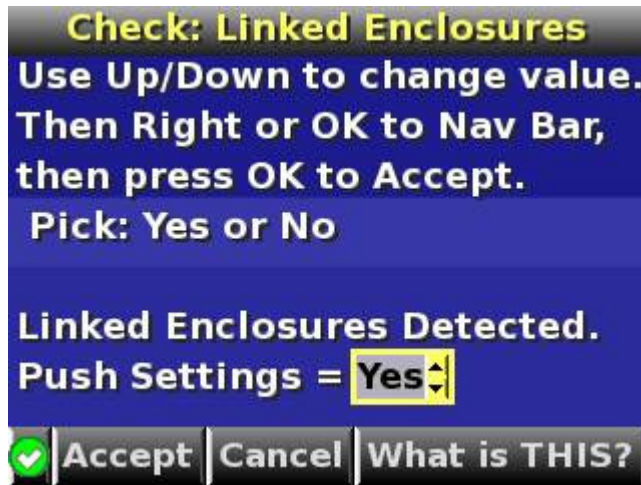 Check: Linked Enclosures
Use Up/Down to change value.
Then Right or OK to Nav Bar,
then press OK to Accept.
Pick: Yes or No
Linked Enclosures Detected.
Push Settings = Yes
Accept Cancel What is THIS?